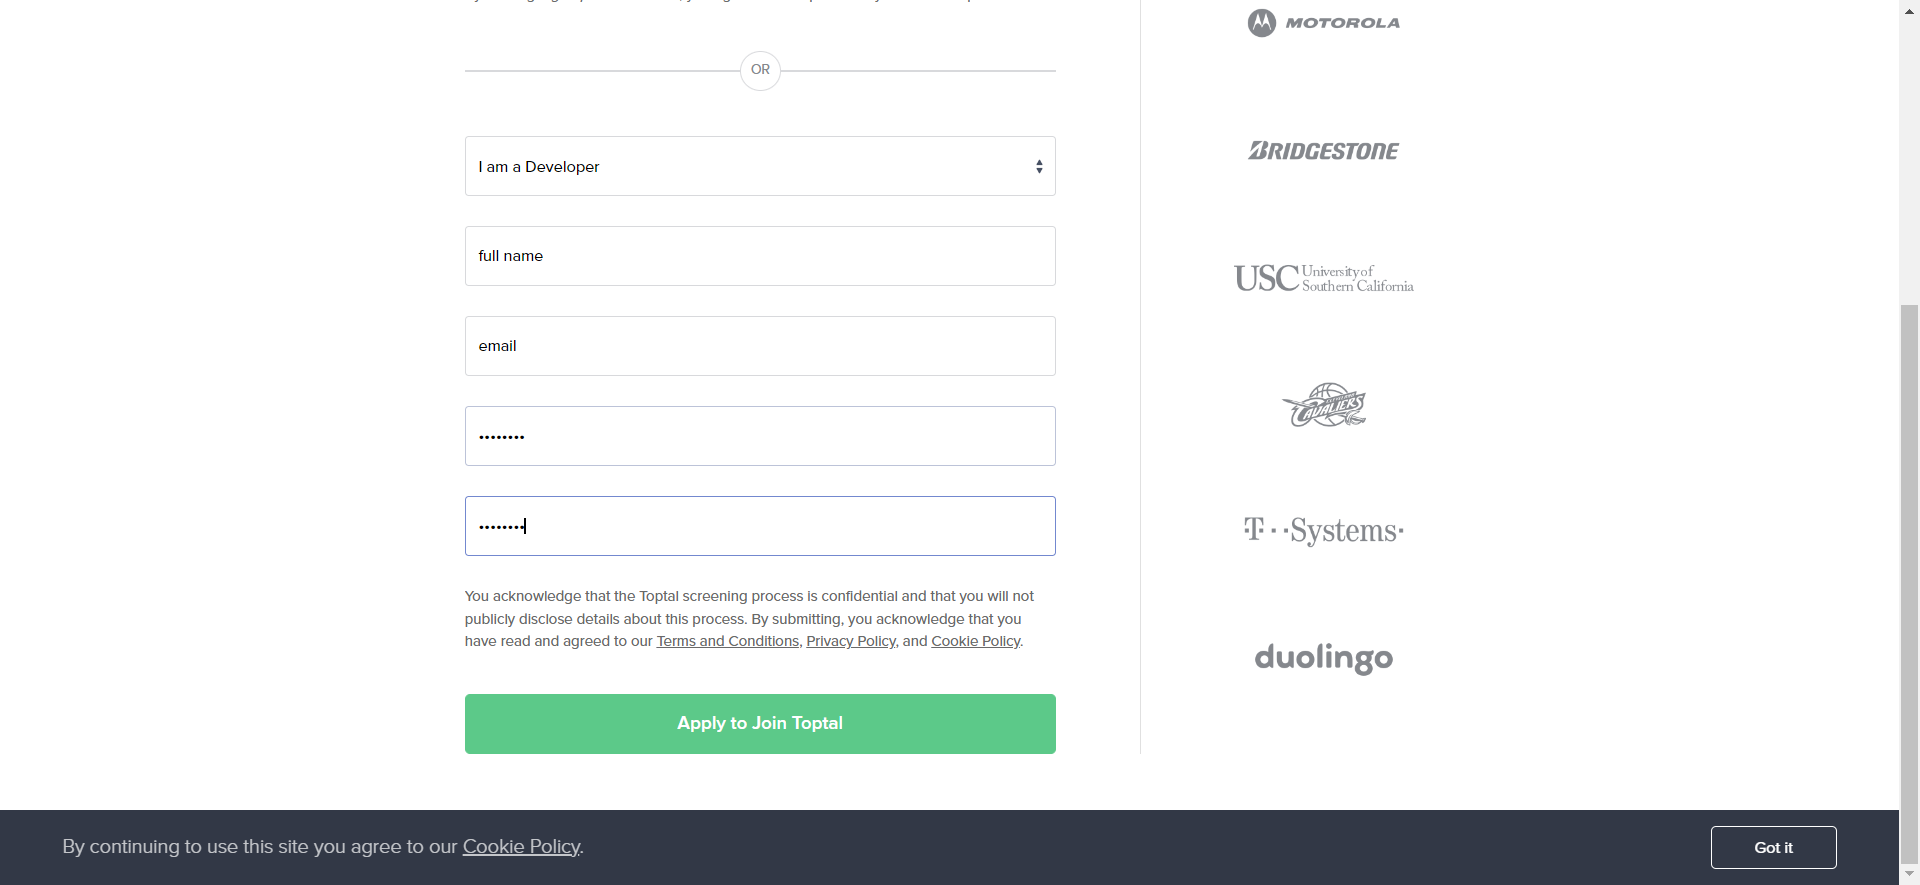 OR
I am a Developer
full name
email
••••••••
••••••••
You acknowledge that the Toptal screening process is confidential and that you will not
publicly disclose details about this process. By submitting, you acknowledge that you
have read and agreed to our Terms and Conditions, Privacy Policy, and Cookie Policy.
Apply to Join Toptal
MOTOROLA
BRIDGESTONE
USC University of
Southern California
CAVALIERS
T··Systems·
duolingo
By continuing to use this site you agree to our Cookie Policy.
Got it